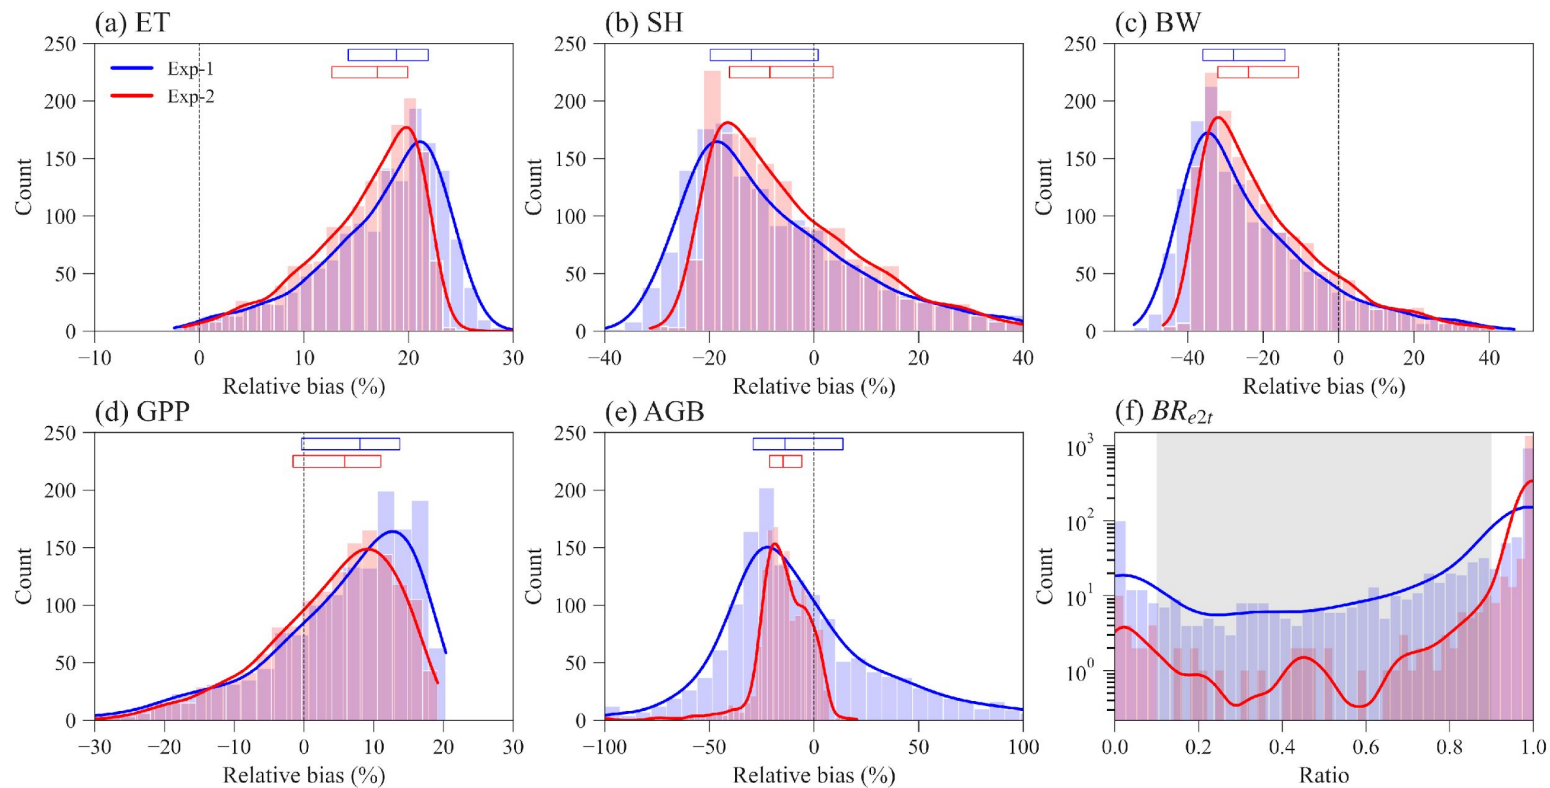 (a) ET
250
200
150
100
50
0
Count
Exp-1
Exp-2
−10 0 10 20 30
Relative bias (%)
(b) SH
250
200
150
100
50
0
Count
−40 −20 0 20 40
Relative bias (%)
(c) BW
250
200
150
100
50
0
Count
−40 −20 0 20 40
Relative bias (%)
(d) GPP
250
200
150
100
50
0
Count
−30 −20 −10 0 10 20 30
Relative bias (%)
(e) AGB
250
200
150
100
50
0
Count
−100 −50 0 50 100
Relative bias (%)
(f) BRe2t
10³
10²
10¹
10⁰
Count
0.0 0.2 0.4 0.6 0.8 1.0
Ratio